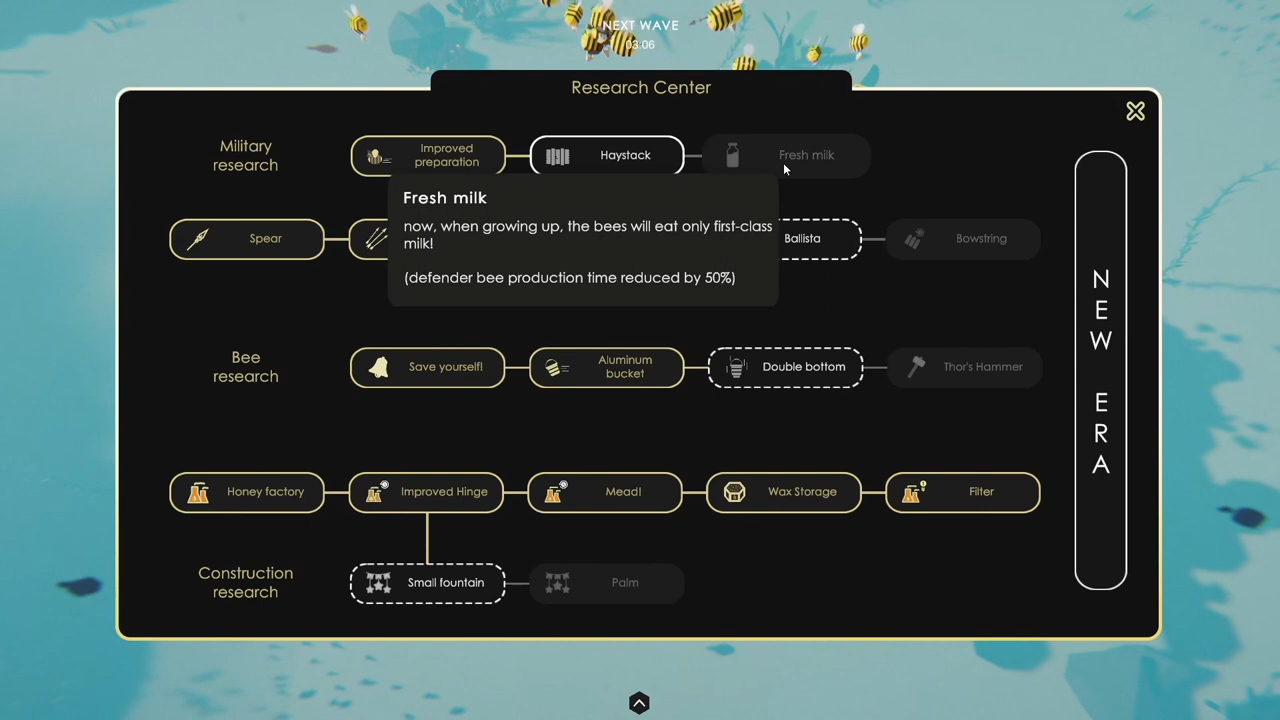 NEXT WAVE
03:06
Research Center
Military
research
Improved
preparation
Haystack
Fresh milk
Fresh milk
now, when growing up, the bees will eat only first-class
milk!
(defender bee production time reduced by 50%)
Spear
Ballista
Bowstring
Bee
research
Save yourself!
Aluminum
bucket
Double bottom
Thor's Hammer
Honey factory
Improved Hinge
Mead!
Wax Storage
Filter
Construction
research
Small fountain
Palm
NEW ERA